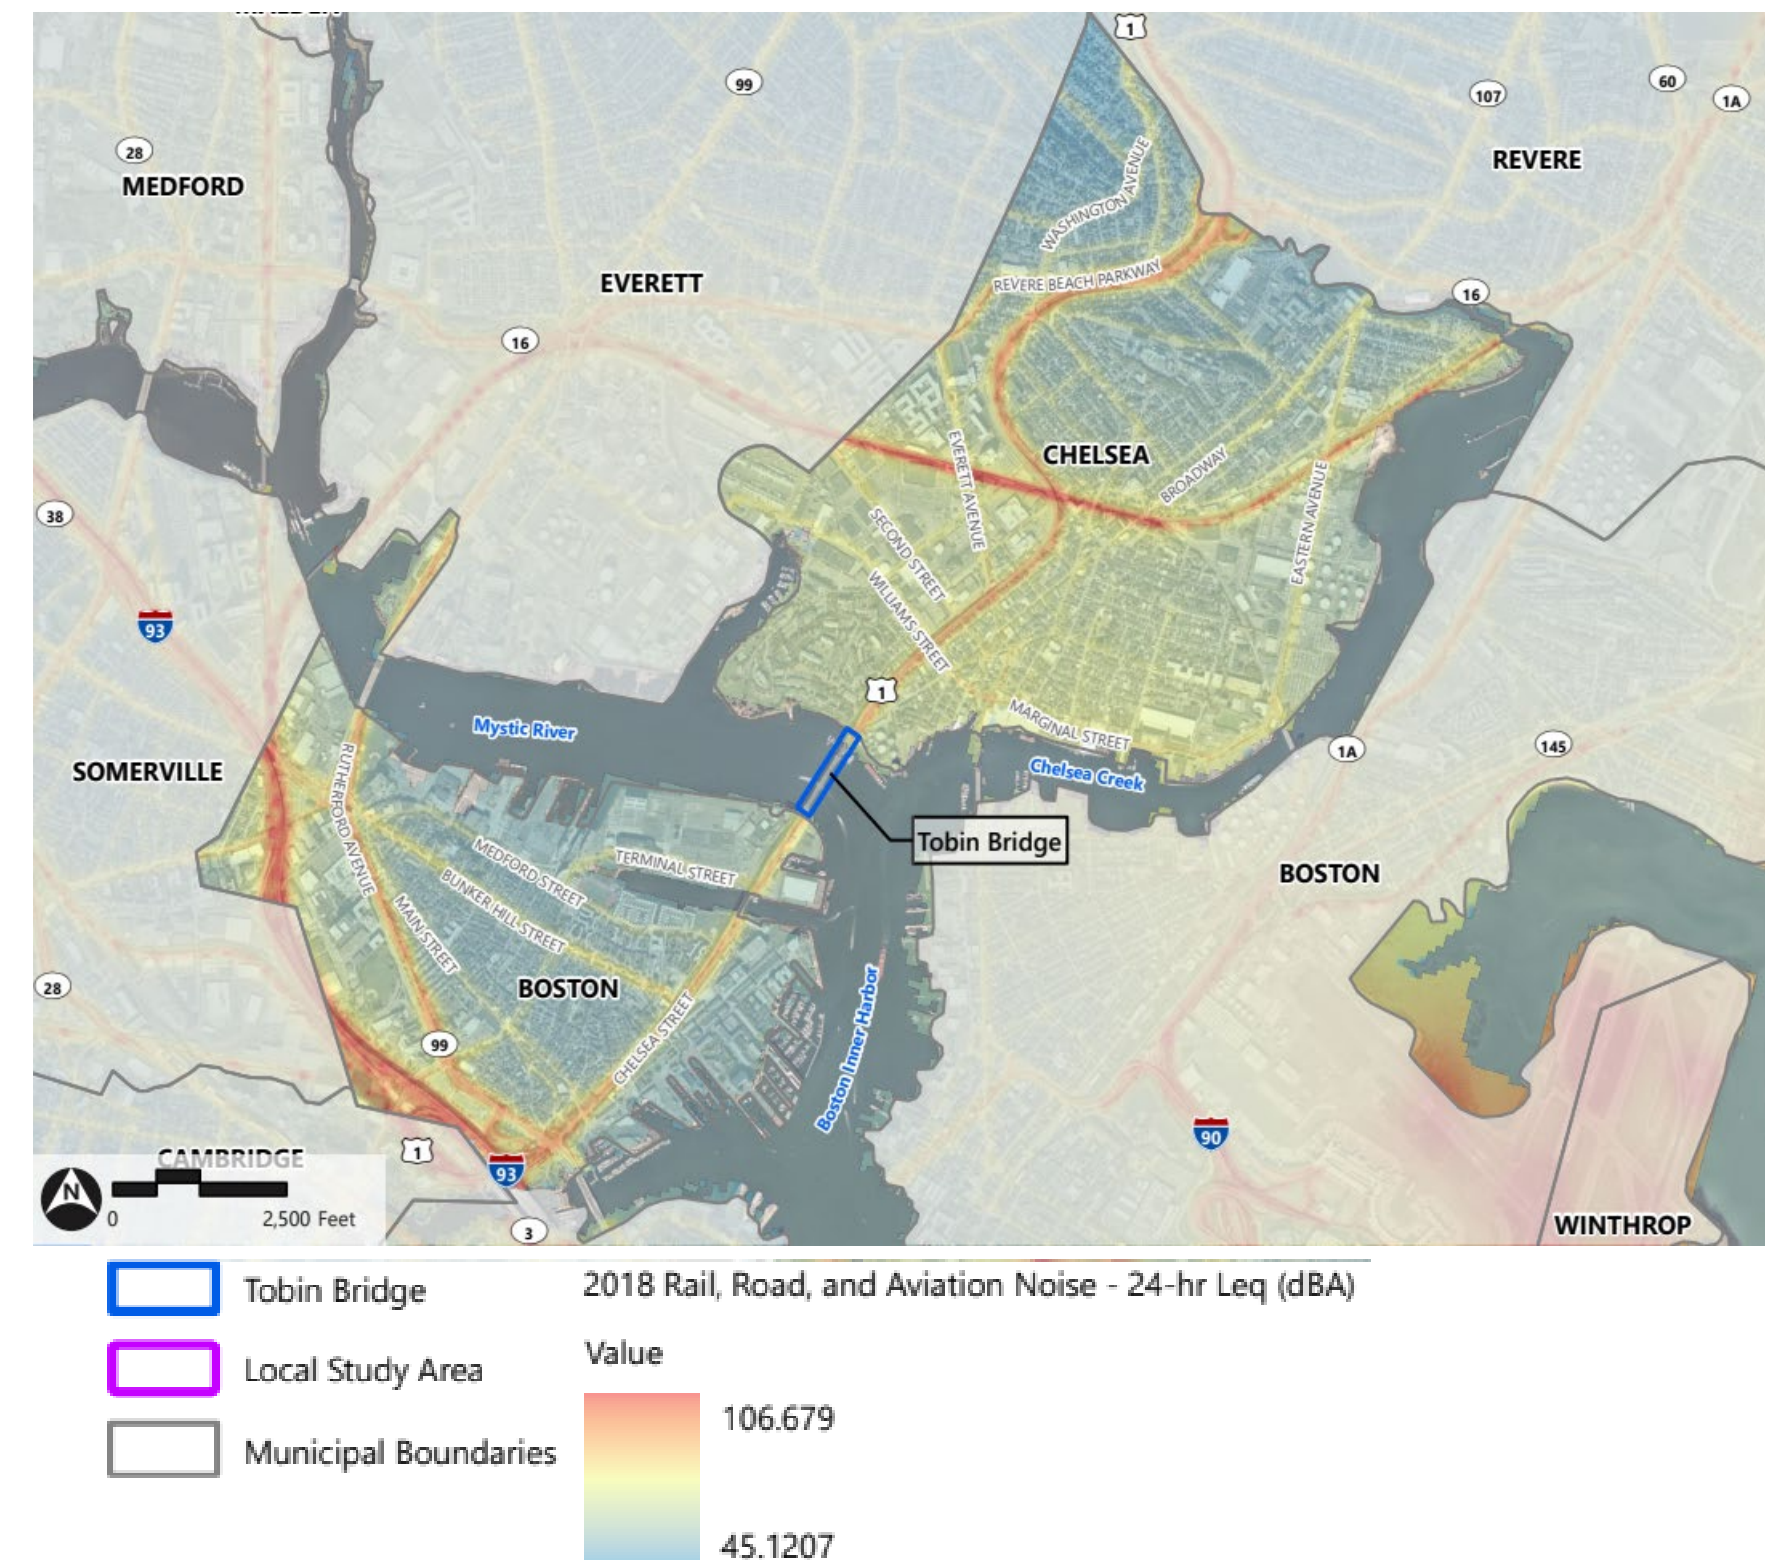 MALDEN
1
99
60
107
1A
28
MEDFORD
REVERE
WASHINGTON AVENUE
EVERETT
REVERE BEACH PARKWAY
16
16
CHELSEA
EVERETT AVENUE
BROADWAY
EASTERN AVENUE
38
SECOND STREET
WILLIAMS STREET
93
1
MARGINAL STREET
Mystic River
1A
145
SOMERVILLE
RUTHERFORD AVENUE
Chelsea Creek
Tobin Bridge
MEDFORD STREET
TERMINAL STREET
BOSTON
BUNKER HILL STREET
MAIN STREET
28
BOSTON
CHELSEA STREET
Boston Inner Harbor
99
90
1
CAMBRIDGE
93
N
0
2,500 Feet
3
WINTHROP
Tobin Bridge
Local Study Area
Municipal Boundaries
2018 Rail, Road, and Aviation Noise - 24-hr Leq (dBA)
Value
106.679
45.1207